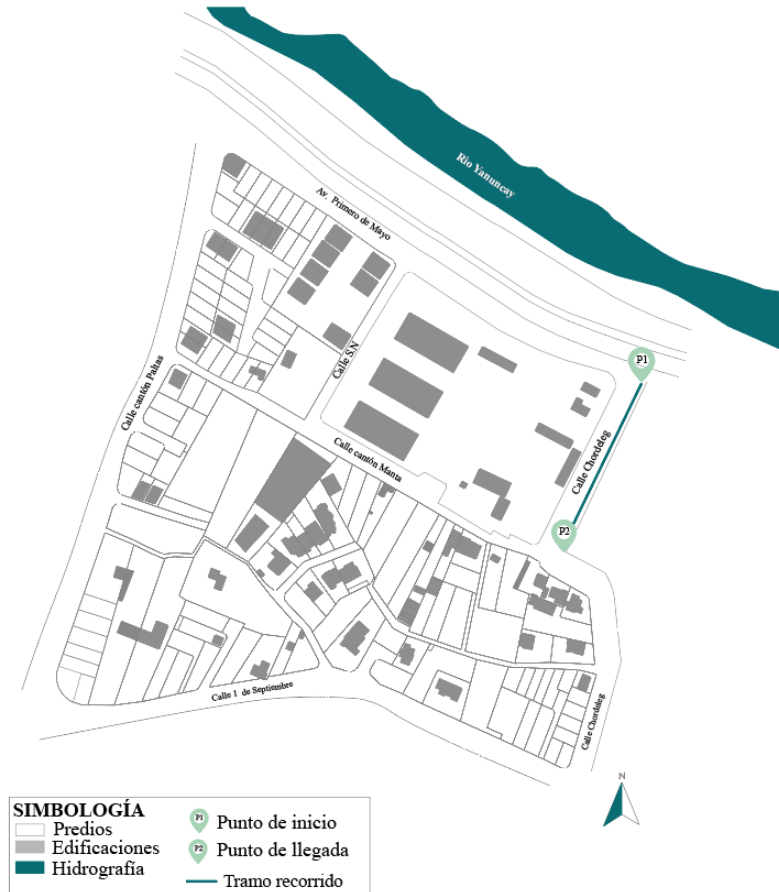 Río Yanuncay
Av. Primero de Mayo
Calle cantón Paltas
Calle S.N
Calle cantón Manta
P1
Calle Chordeleg
P2
Calle 1 de Septiembre
Calle Chordeleg
N
SIMBOLOGÍA
Predios
Edificaciones
Hidrografía
P1 Punto de inicio
P2 Punto de llegada
Tramo recorrido